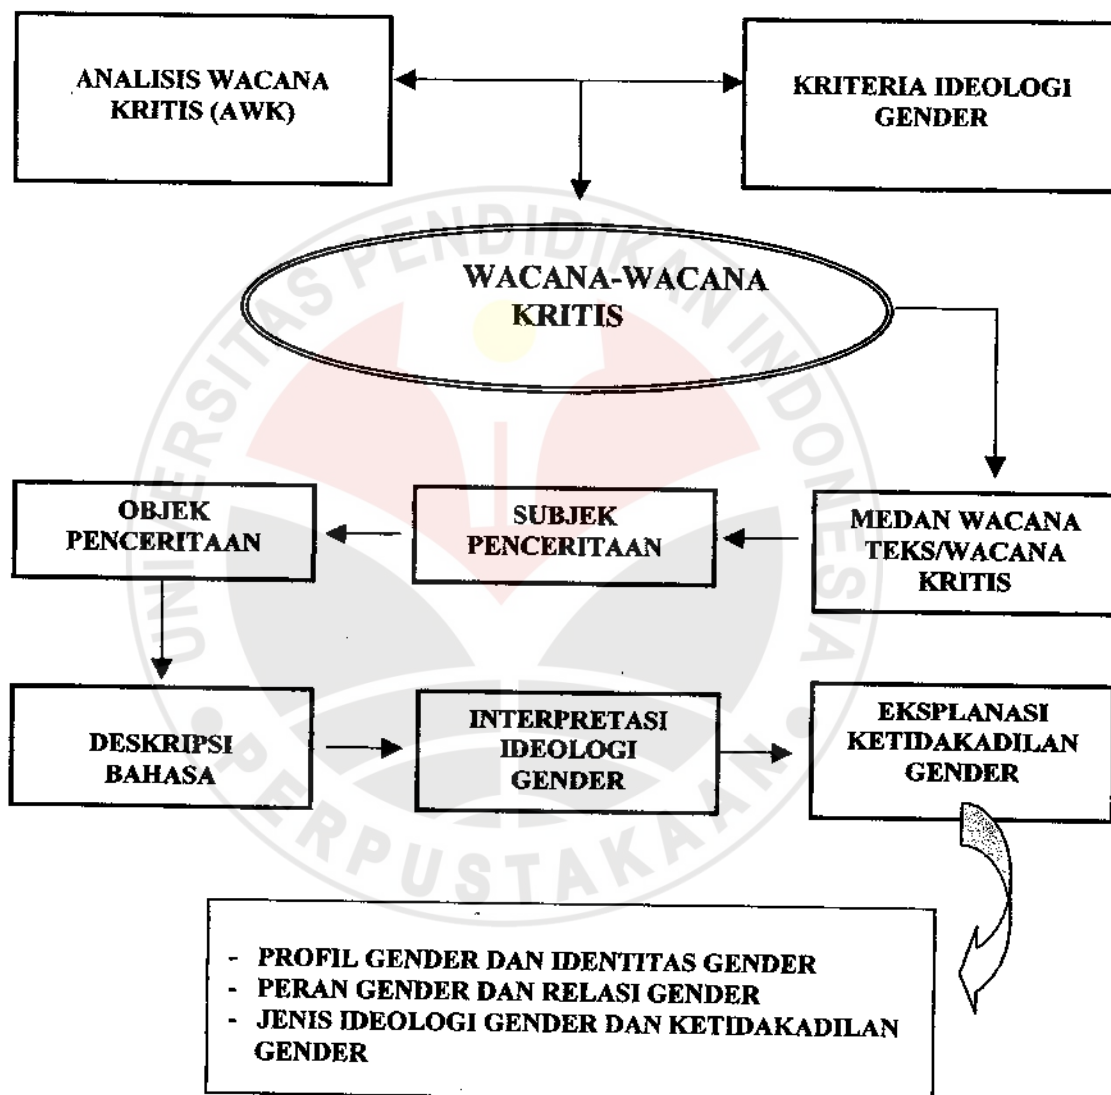 ANALISIS WACANA
KRITIS (AWK)
KRITERIA IDEOLOGI
GENDER
WACANA-WACANA
KRITIS
OBJEK
PENCERITAAN
SUBJEK
PENCERITAAN
MEDAN WACANA
TEKS/WACANA
KRITIS
DESKRIPSI
BAHASA
INTERPRETASI
IDEOLOGI
GENDER
EKSPLANASI
KETIDAKADILAN
GENDER
- PROFIL GENDER DAN IDENTITAS GENDER
- PERAN GENDER DAN RELASI GENDER
- JENIS IDEOLOGI GENDER DAN KETIDAKADILAN
GENDER
UNIVERSITAS PENDIDIKAN INDONESIA
PERPUSTAKAAN